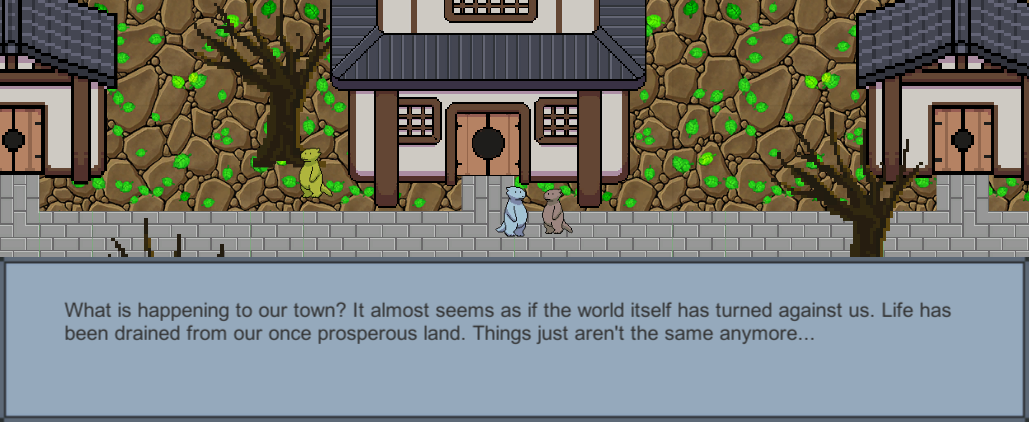 What is happening to our town? It almost seems as if the world itself has turned against us. Life has
been drained from our once prosperous land. Things just aren't the same anymore...